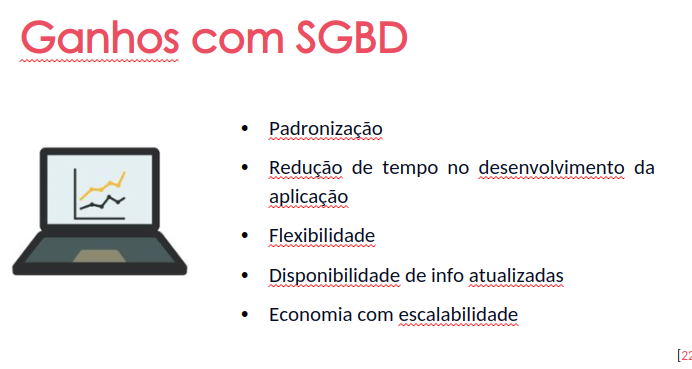 Ganhos com SGBD
• Padronização
• Redução de tempo no desenvolvimento da
aplicação
• Flexibilidade
• Disponibilidade de info atualizadas
• Economia com escalabilidade
[22